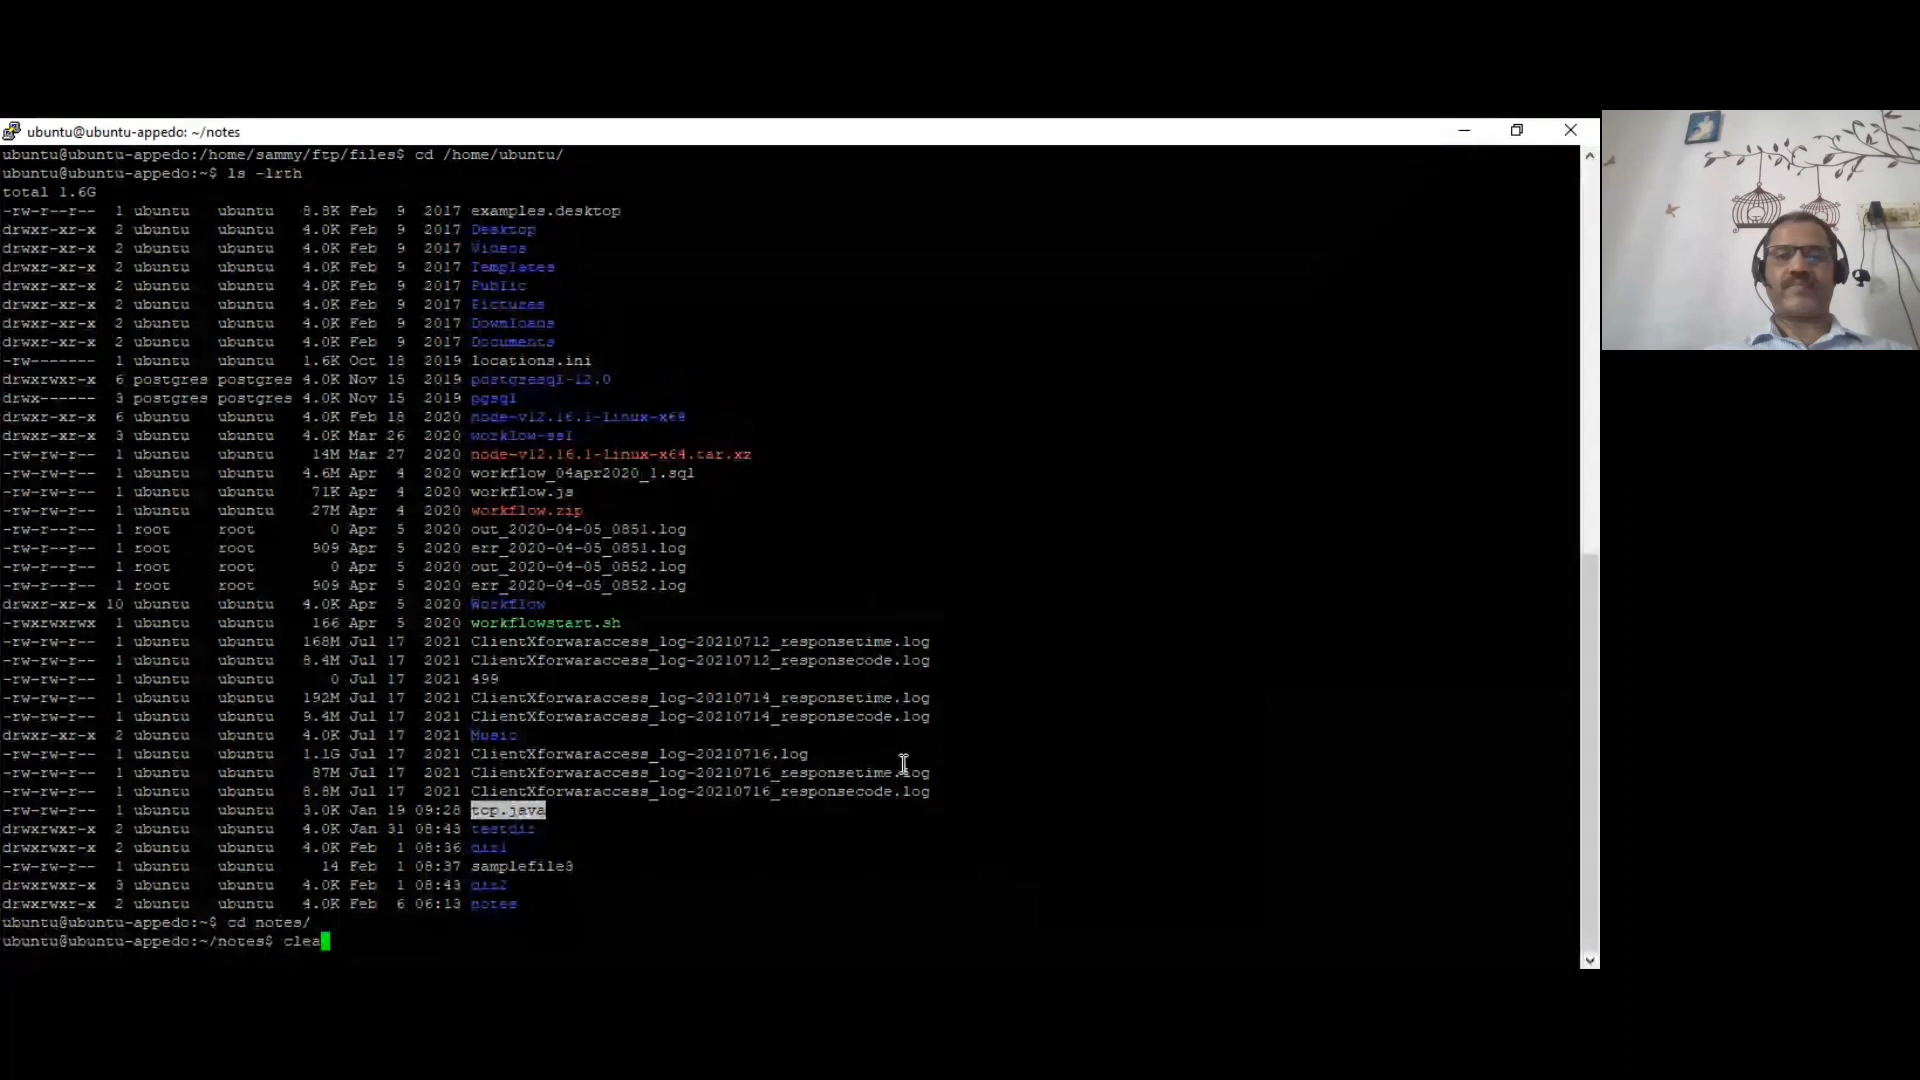 ubuntu@ubuntu-appedo: ~/notes
ubuntu@ubuntu-appedo:/home/sammy/ftp/files$ cd /home/ubuntu/
ubuntu@ubuntu-appedo:~$ ls -lrth
total 1.6G
-rw-r--r-- 1 ubuntu ubuntu 8.8K Feb 9 2017 examples.desktop
drwxr-xr-x 2 ubuntu ubuntu 4.0K Feb 9 2017 Desktop
drwxr-xr-x 2 ubuntu ubuntu 4.0K Feb 9 2017 Videos
drwxr-xr-x 2 ubuntu ubuntu 4.0K Feb 9 2017 Templates
drwxr-xr-x 2 ubuntu ubuntu 4.0K Feb 9 2017 Public
drwxr-xr-x 2 ubuntu ubuntu 4.0K Feb 9 2017 Pictures
drwxr-xr-x 2 ubuntu ubuntu 4.0K Feb 9 2017 Downloads
drwxr-xr-x 2 ubuntu ubuntu 4.0K Feb 9 2017 Documents
-rw------- 1 ubuntu ubuntu 1.6K Oct 18 2019 locations.ini
drwxrwxr-x 6 postgres postgres 4.0K Nov 15 2019 postgresql-12.0
drwx------ 3 postgres postgres 4.0K Nov 15 2019 pgsql
drwxr-xr-x 6 ubuntu ubuntu 4.0K Feb 18 2020
drwxr-xr-x 3 ubuntu ubuntu 4.0K Mar 26 2020
-rw-rw-r-- 1 ubuntu ubuntu 14M Mar 27 2020 node-v12.16.1-linux-x64.tar.xz
-rw-rw-r-- 1 ubuntu ubuntu 4.6M Apr 4 2020 workflow_04apr2020_1.sql
-rw-rw-r-- 1 ubuntu ubuntu 71K Apr 4 2020 workflow.js
-rw-rw-r-- 1 ubuntu ubuntu 27M Apr 4 2020 workflow.zip
-rw-r--r-- 1 root root 0 Apr 5 2020 out_2020-04-05_0851.log
-rw-r--r-- 1 root root 909 Apr 5 2020 err_2020-04-05_0851.log
-rw-r--r-- 1 root root 0 Apr 5 2020 out_2020-04-05_0852.log
-rw-r--r-- 1 root root 909 Apr 5 2020 err_2020-04-05_0852.log
drwxr-xr-x 10 ubuntu ubuntu 4.0K Apr 5 2020 Workflow
-rwxrwxrwx 1 ubuntu ubuntu 166 Apr 5 2020 workflowstart.sh
-rw-rw-r-- 1 ubuntu ubuntu 168M Jul 17 2021 ClientXforwaraccess_log-20210712_responsetime.log
-rw-rw-r-- 1 ubuntu ubuntu 8.4M Jul 17 2021 ClientXforwaraccess_log-20210712_responsecode.log
-rw-rw-r-- 1 ubuntu ubuntu 0 Jul 17 2021 499
-rw-rw-r-- 1 ubuntu ubuntu 192M Jul 17 2021 ClientXforwaraccess_log-20210714_responsetime.log
-rw-rw-r-- 1 ubuntu ubuntu 9.4M Jul 17 2021 ClientXforwaraccess_log-20210714_responsecode.log
drwxr-xr-x 2 ubuntu ubuntu 4.0K Jul 17 2021 Music
-rw-rw-r-- 1 ubuntu ubuntu 1.1G Jul 17 2021 ClientXforwaraccess_log-20210716.log
-rw-rw-r-- 1 ubuntu ubuntu 87M Jul 17 2021 ClientXforwaraccess_log-20210716_responsetime.log
-rw-rw-r-- 1 ubuntu ubuntu 8.8M Jul 17 2021 ClientXforwaraccess_log-20210716_responsecode.log
-rw-rw-r-- 1 ubuntu ubuntu 3.0K Jan 19 09:28 tcp.java
drwxrwxr-x 2 ubuntu ubuntu 4.0K Jan 31 08:43 testdir
drwxrwxr-x 2 ubuntu ubuntu 4.0K Feb 1 08:36 dir1
-rw-rw-r-- 1 ubuntu ubuntu 14 Feb 1 08:37 samplefile3
drwxrwxr-x 3 ubuntu ubuntu 4.0K Feb 1 08:43 dir2
drwxrwxr-x 2 ubuntu ubuntu 4.0K Feb 6 06:13 notes
ubuntu@ubuntu-appedo:~$ cd notes/
ubuntu@ubuntu-appedo:~/notes$ clea